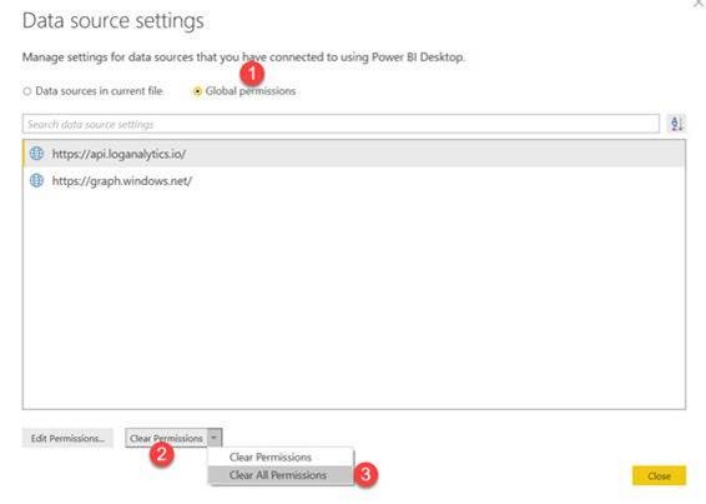 Data source settings
Manage settings for data sources that you have connected to using Power BI Desktop.
1
Data sources in current file Global permissions
Search data source settings
https://api.loganalytics.io/
https://graph.windows.net/
Edit Permissions... Clear Permissions
2
Clear Permissions
Clear All Permissions 3
Close